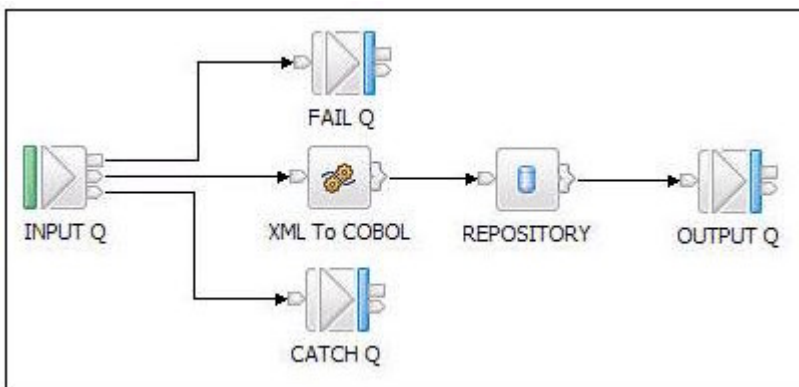 FAIL Q
INPUT Q
XML To COBOL
REPOSITORY
OUTPUT Q
CATCH Q